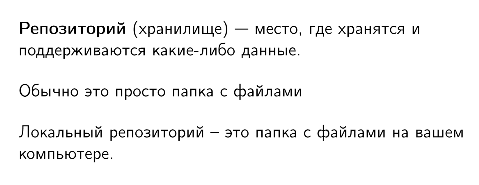 Репозиторий (хранилище) — место, где хранятся и
поддерживаются какие-либо данные.
Обычно это просто папка с файлами
Локальный репозиторий – это папка с файлами на вашем
компьютере.